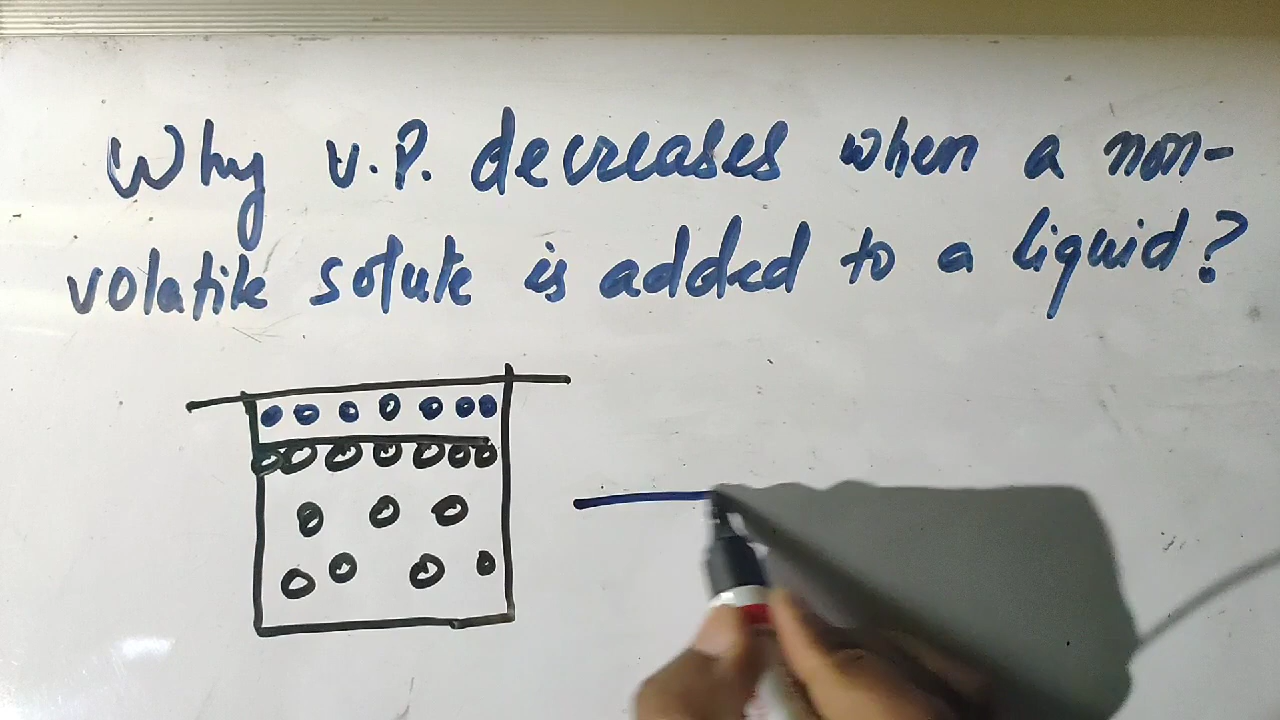 Why v.P. decreases when a non-
volatile solute is added to a liquid?